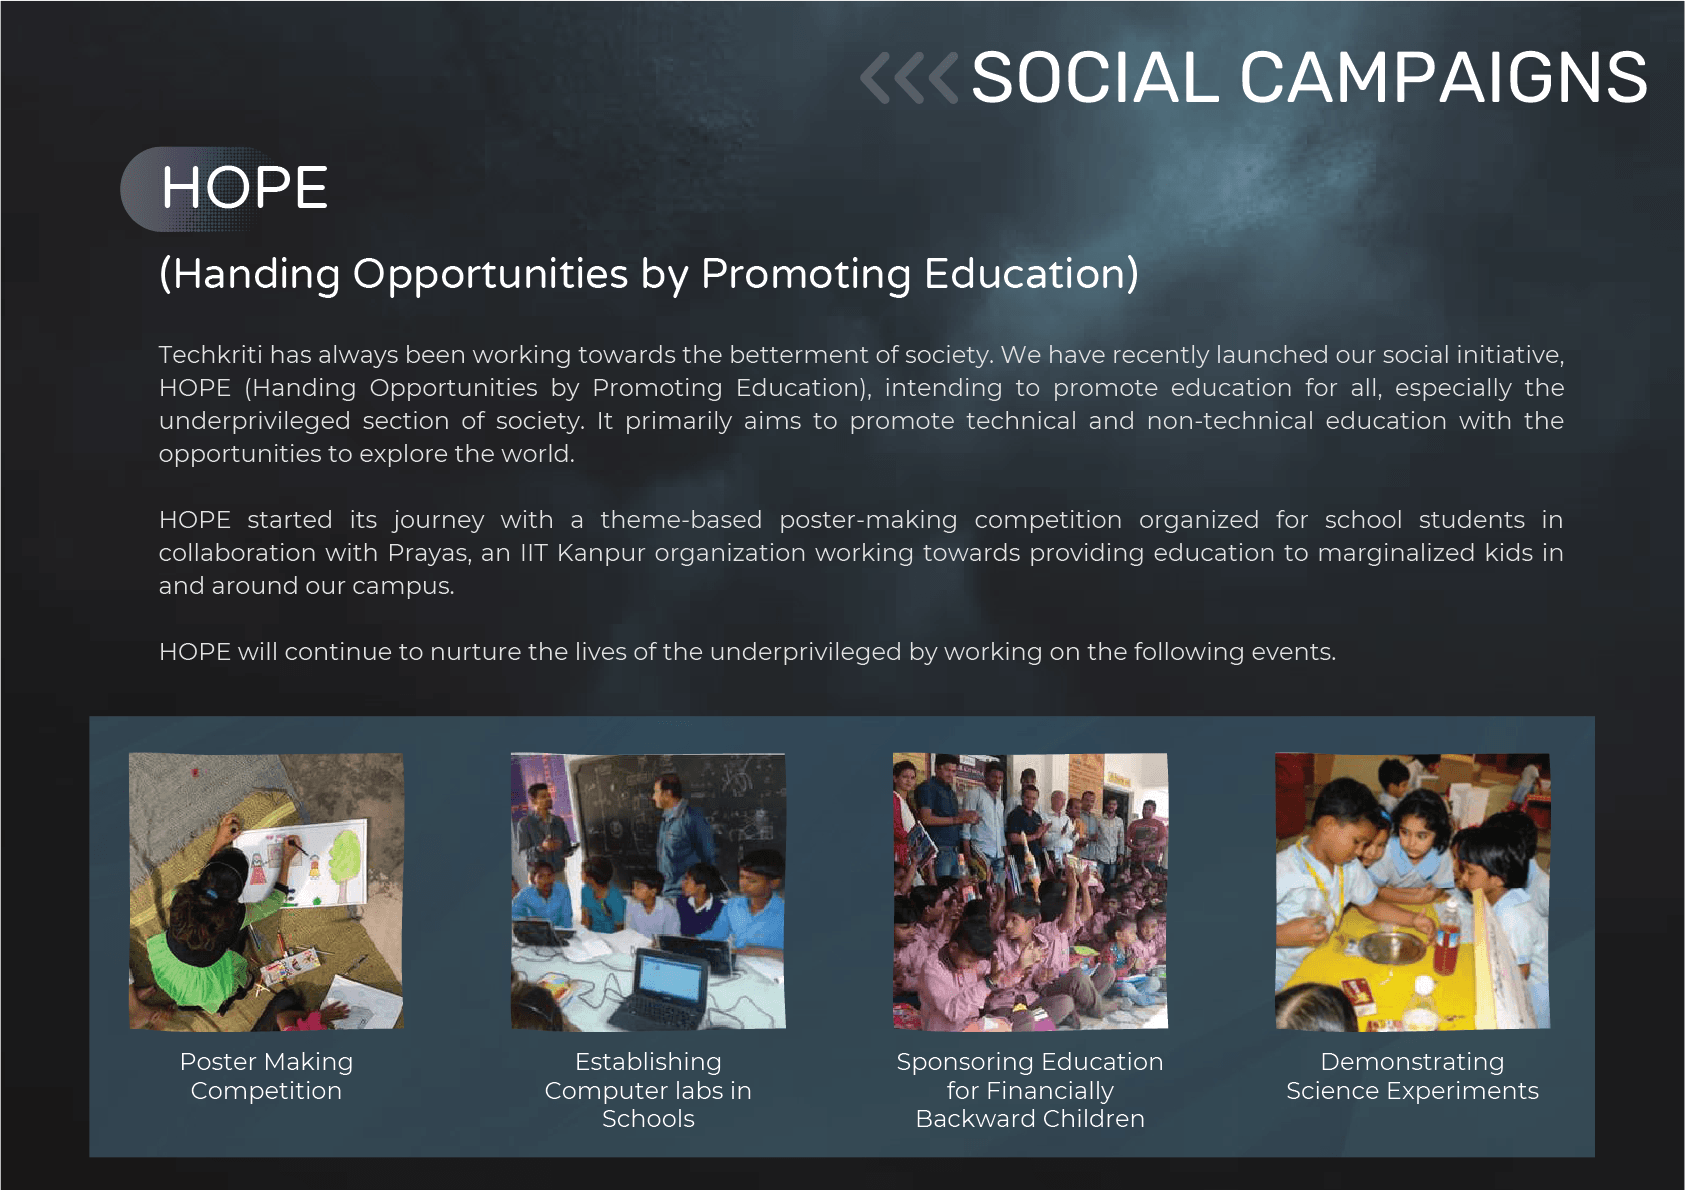 SOCIAL CAMPAIGNS
HOPE
(Handing Opportunities by Promoting Education)
Techkriti has always been working towards the betterment of society. We have recently launched our social initiative,
HOPE (Handing Opportunities by Promoting Education), intending to promote education for all, especially the
underprivileged section of society. It primarily aims to promote technical and non-technical education with the
opportunities to explore the world.
HOPE started its journey with a theme-based poster-making competition organized for school students in
collaboration with Prayas, an IIT Kanpur organization working towards providing education to marginalized kids in
and around our campus.
HOPE will continue to nurture the lives of the underprivileged by working on the following events.
Poster Making
Competition
Establishing
Computer labs in
Schools
Sponsoring Education
for Financially
Backward Children
Demonstrating
Science Experiments